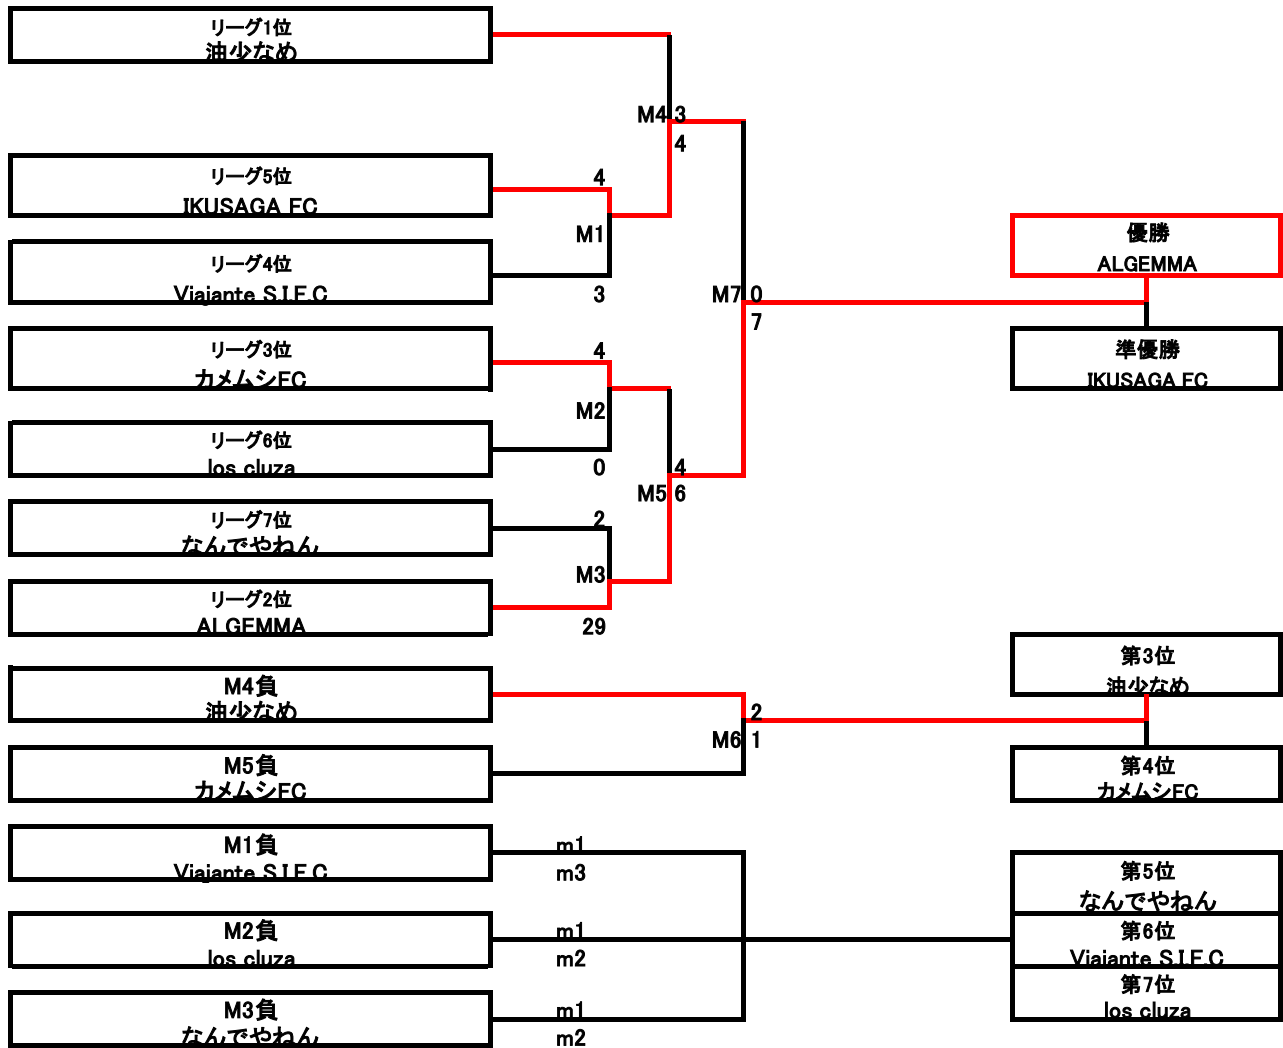 リーグ1位
油少なめ
M4 3
4
リーグ5位
IKUSAGA FC
4
M1
リーグ4位
Viajante S.I.F.C
3
M7 0
7
優勝
ALGEMMA
準優勝
IKUSAGA FC
リーグ3位
カメムシFC
4
M2
リーグ6位
los cluza
0
4
M5 6
リーグ7位
なんでやねん
2
M3
リーグ2位
ALGEMMA
29
M4負
油少なめ
2
M6 1
M5負
カメムシFC
第3位
油少なめ
第4位
カメムシFC
M1負
Viajante S.I.F.C
m1
m3
M2負
los cluza
m1
m2
M3負
なんでやねん
m1
m2
第5位
なんでやねん
第6位
Viajante S.I.F.C
第7位
los cluza